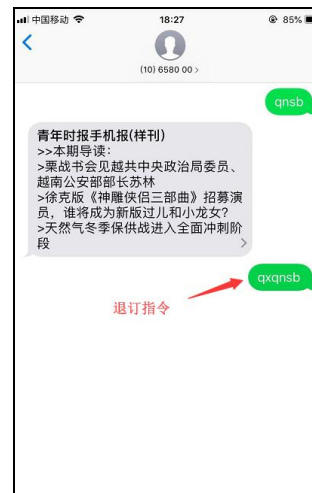 中国移动
18:27
85%
(10) 6580 00 >
qnsb
青年时报手机报(样刊)
>>本期导读：
>栗战书会见越共中央政治局委员、
越南公安部部长苏林
>徐克版《神雕侠侣三部曲》招募演
员，谁将成为新版过儿和小龙女？
>天然气冬季保供战进入全面冲刺阶
段
qxqnsb
退订指令